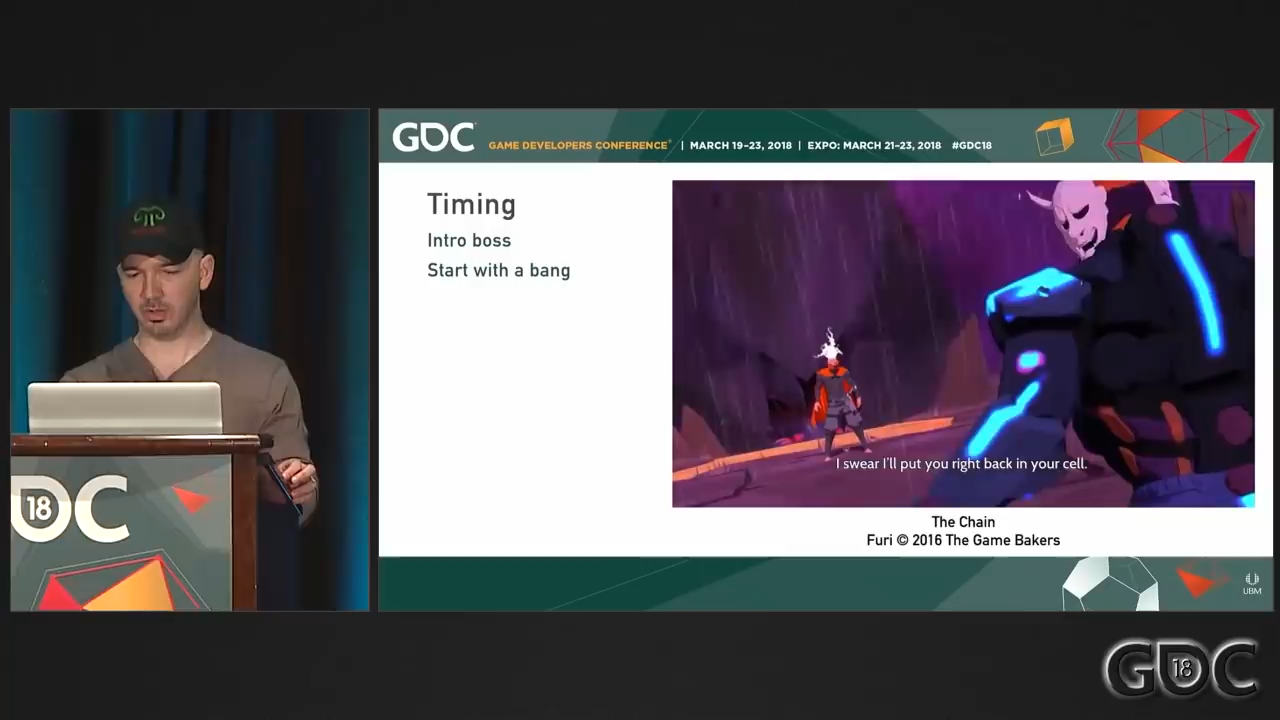 GDC
GAME DEVELOPERS CONFERENCE® | MARCH 19–23, 2018 | EXPO: MARCH 21–23, 2018 #GDC18
Timing
Intro boss
Start with a bang
I swear I'll put you right back in your cell.
The Chain
Furi © 2016 The Game Bakers
UBM
18
DC
GDC
18